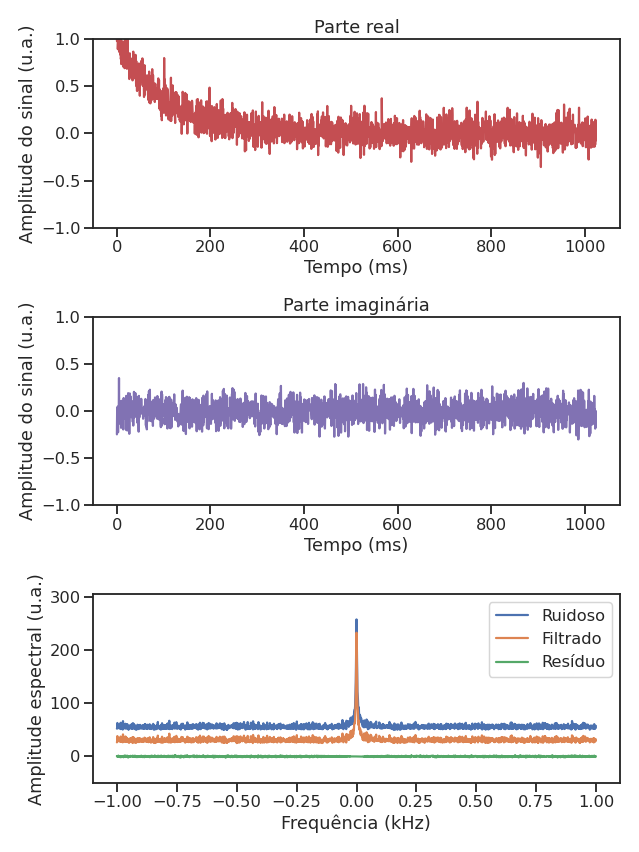 Parte real
Amplitude do sinal (u.a.)
1.0
0.5
0.0
−0.5
−1.0
0 200 400 600 800 1000
Tempo (ms)
Parte imaginária
Amplitude do sinal (u.a.)
1.0
0.5
0.0
−0.5
−1.0
0 200 400 600 800 1000
Tempo (ms)
Amplitude espectral (u.a.)
300
200
100
0
Ruidoso
Filtrado
Resíduo
−1.00 −0.75 −0.50 −0.25 0.00 0.25 0.50 0.75 1.00
Frequência (kHz)